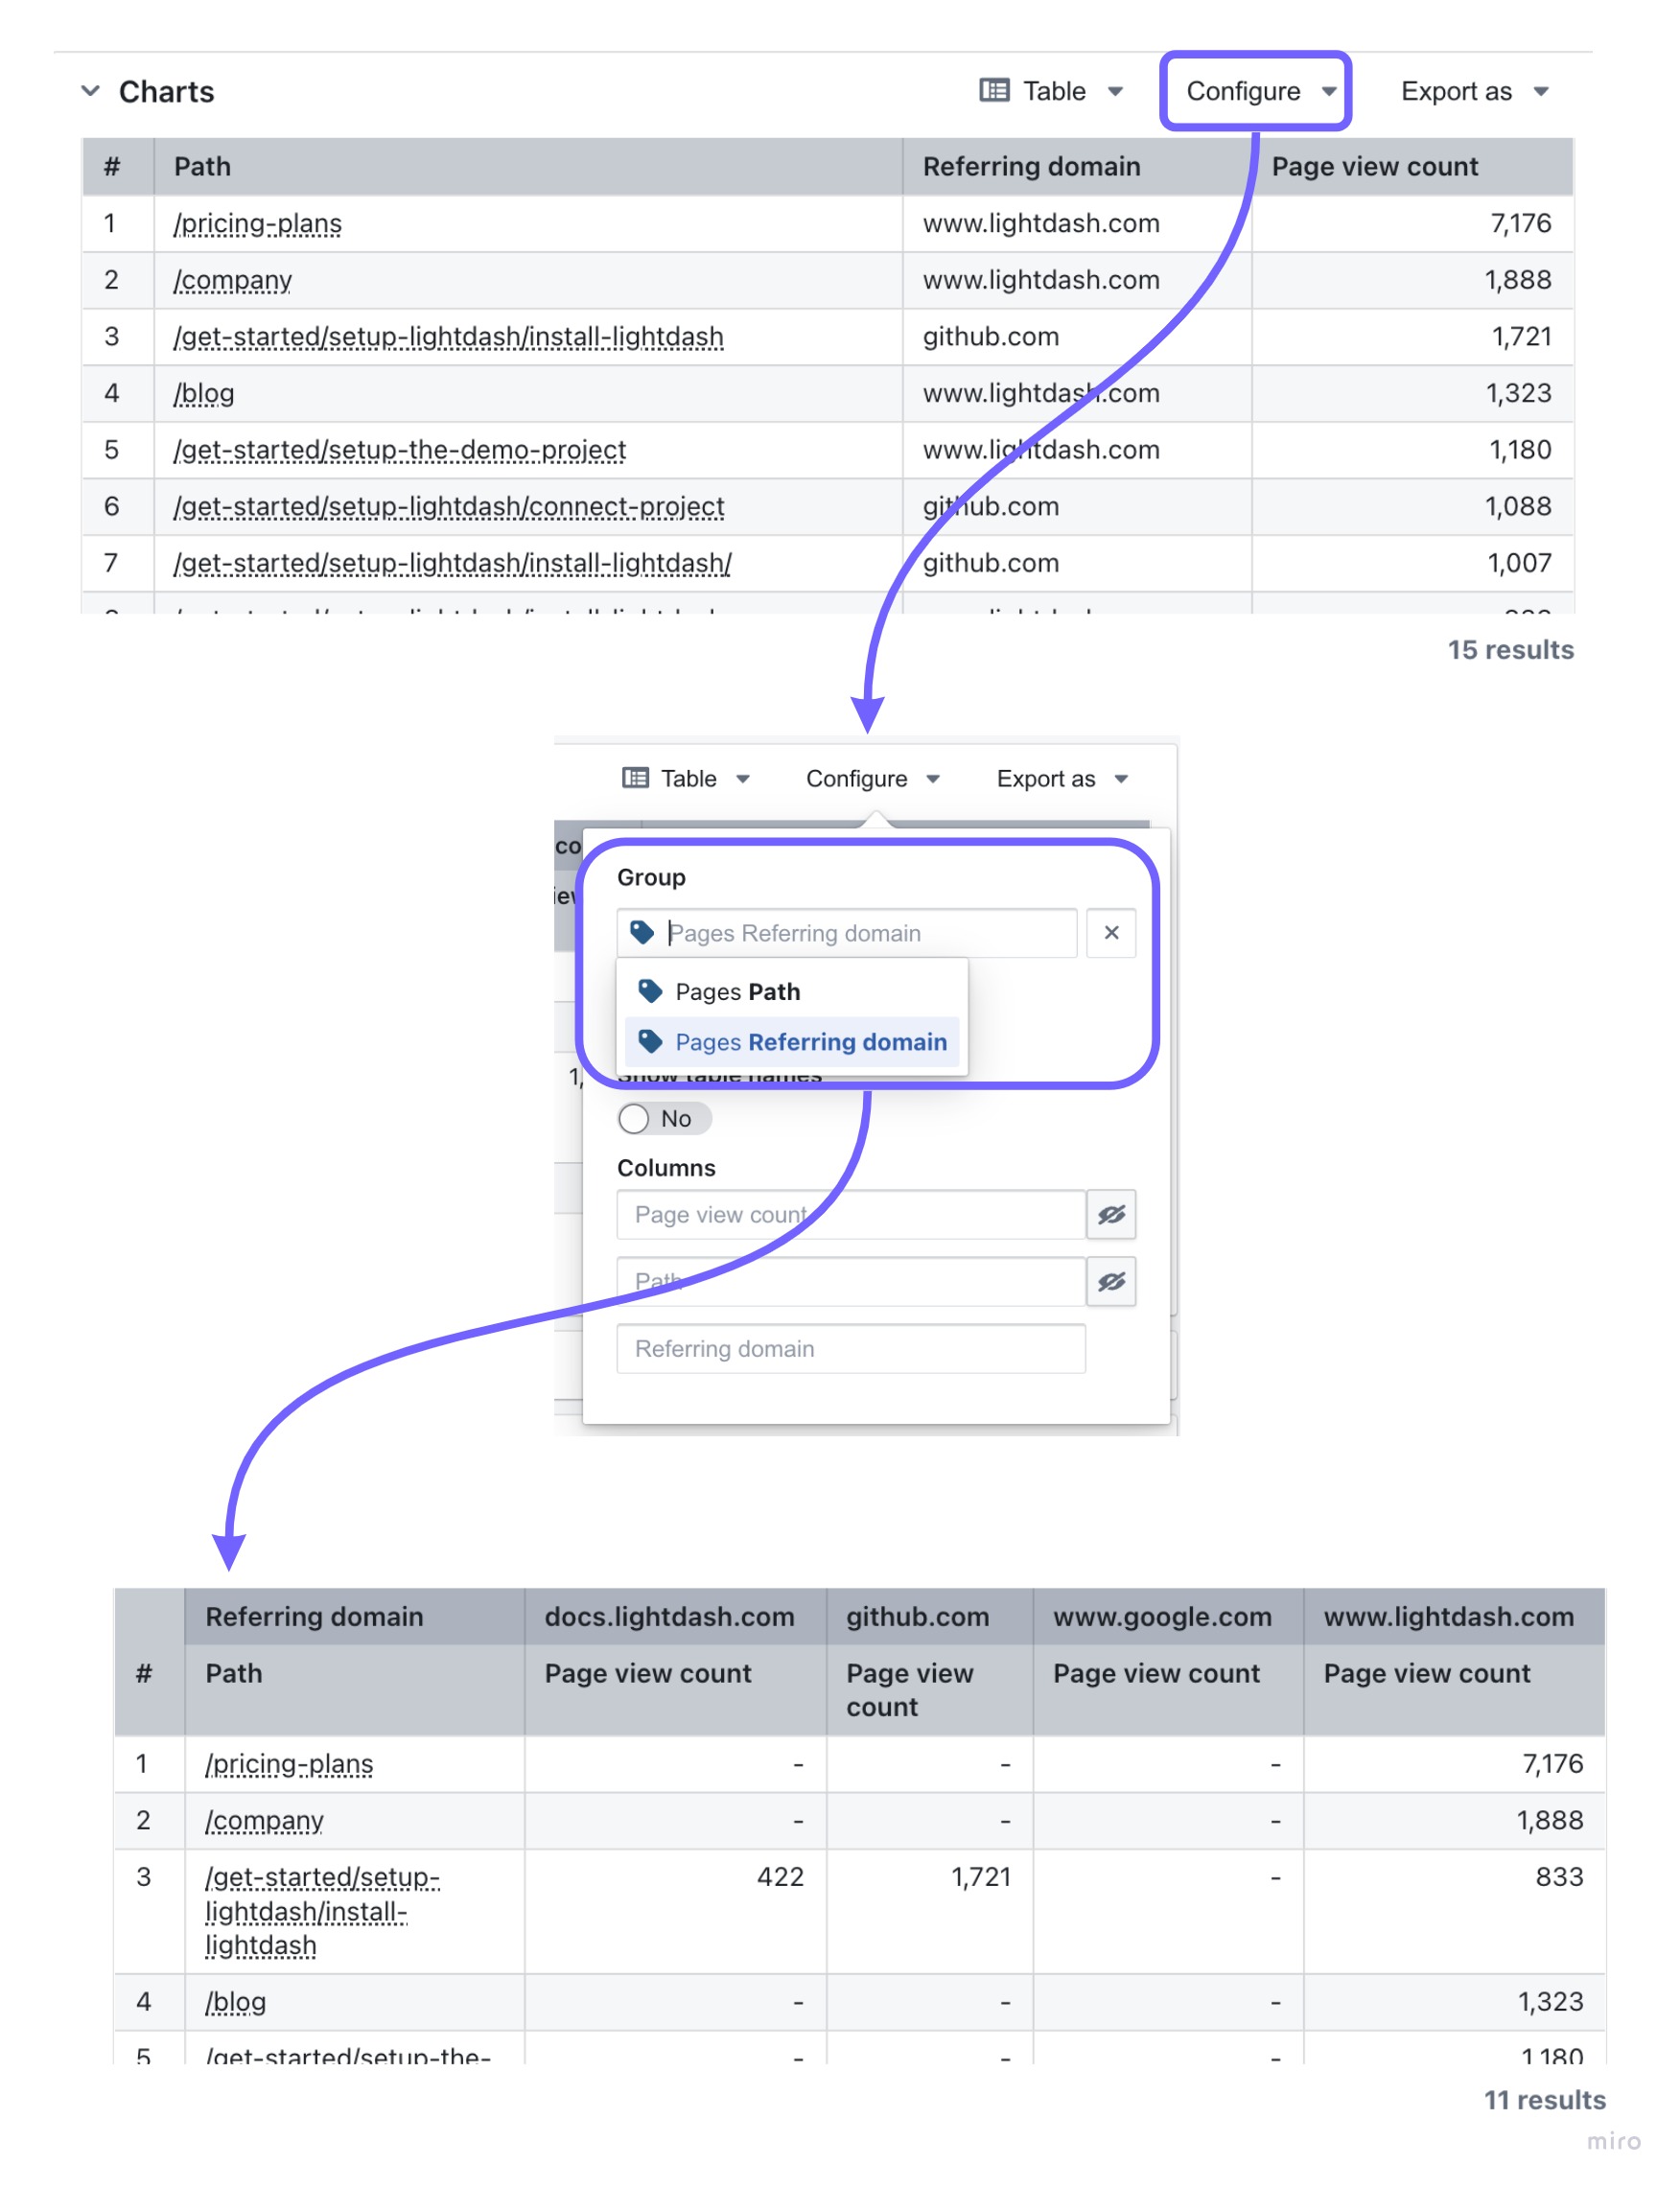 Charts Table Configure Export as
# Path Referring domain Page view count
1 /pricing-plans www.lightdash.com 7,176
2 /company www.lightdash.com 1,888
3 /get-started/setup-lightdash/install-lightdash github.com 1,721
4 /blog www.lightdash.com 1,323
5 /get-started/setup-the-demo-project www.lightdash.com 1,180
6 /get-started/setup-lightdash/connect-project github.com 1,088
7 /get-started/setup-lightdash/install-lightdash/ github.com 1,007
15 results
Table Configure Export as
Group
Pages Referring domain
Pages Path
Pages Referring domain
Show table names
No
Columns
Page view count
Path
Referring domain
Referring domain docs.lightdash.com github.com www.google.com www.lightdash.com
# Path Page view count Page view Page view count Page view count
count
1 /pricing-plans - - - 7,176
2 /company - - - 1,888
3 /get-started/setup- 422 1,721 - 833
lightdash/install-
lightdash
4 /blog - - - 1,323
5 /get-started/setup-the- - - - 1,180
11 results
miro